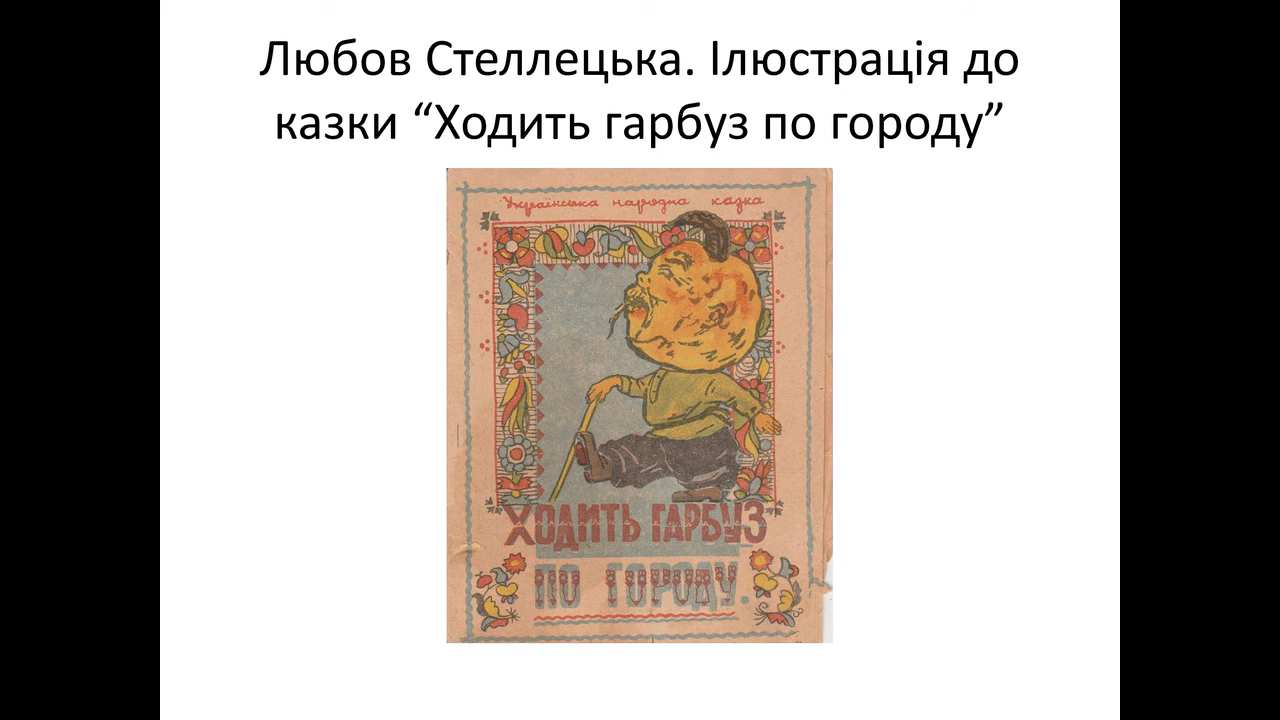 Любов Стеллецька. Ілюстрація до
казки “Ходить гарбуз по городу”
Українська народна казка
ХОДИТЬ ГАРБУЗ
ПО ГОРОДУ.